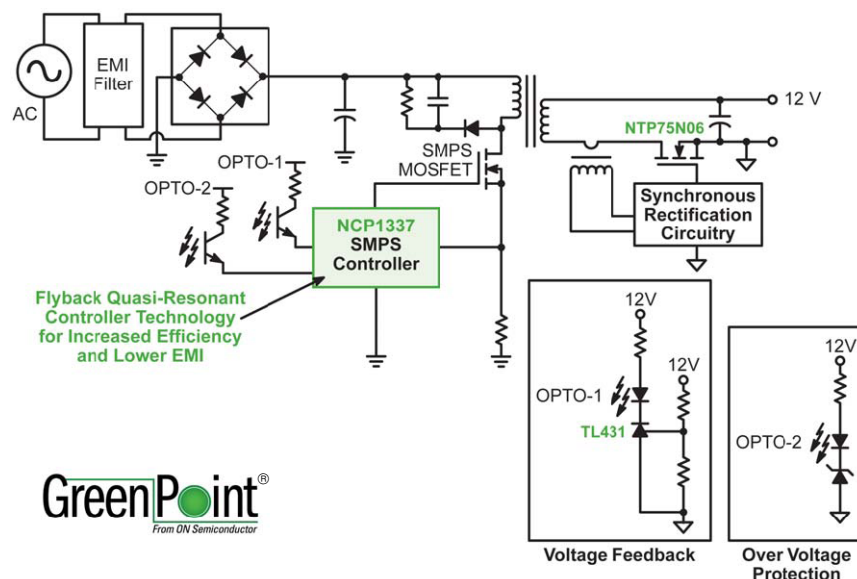 EMI
Filter
AC
12 V
NTP75N06
SMPS
MOSFET
OPTO-1
OPTO-2
NCP1337
SMPS
Controller
Synchronous
Rectification
Circuitry
Flyback Quasi-Resonant
Controller Technology
for Increased Efficiency
and Lower EMI
12V
12V
OPTO-1
TL431
Voltage Feedback
12V
OPTO-2
Over Voltage
Protection
GreenPoint®
From ON Semiconductor